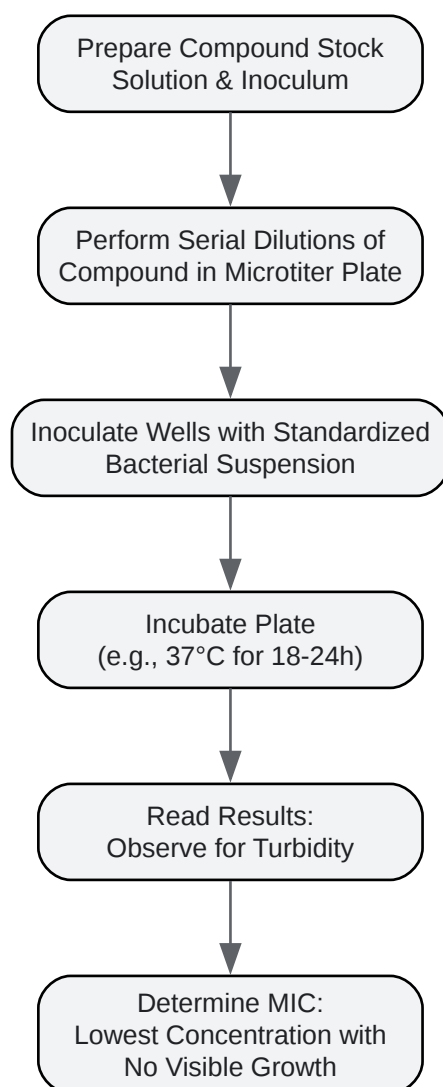 Prepare Compound Stock
Solution & Inoculum
Perform Serial Dilutions of
Compound in Microtiter Plate
Inoculate Wells with Standardized
Bacterial Suspension
Incubate Plate
(e.g., 37°C for 18-24h)
Read Results:
Observe for Turbidity
Determine MIC:
Lowest Concentration with
No Visible Growth